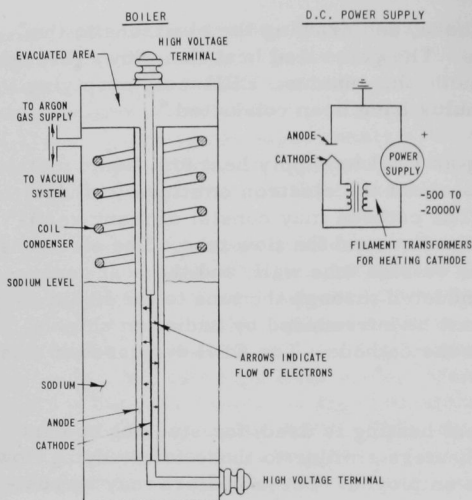 BOILER
D.C. POWER SUPPLY
HIGH VOLTAGE
TERMINAL
EVACUATED AREA
TO ARGON
GAS SUPPLY
TO VACUUM
SYSTEM
COIL
CONDENSER
SODIUM LEVEL
SODIUM
ANODE
CATHODE
ARROWS INDICATE
FLOW OF ELECTRONS
HIGH VOLTAGE TERMINAL
ANODE
CATHODE
+
POWER
SUPPLY
-500 TO
-20000V
FILAMENT TRANSFORMERS
FOR HEATING CATHODE